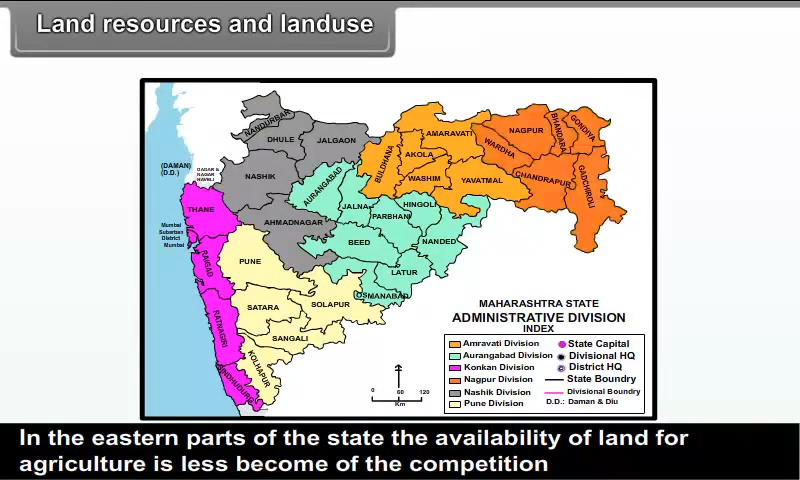 Land resources and landuse
NANDURBAR
DHULE
JALGAON
NASHIK
AURANGABAD
BULDHANA
AKOLA
AMARAVATI
WASHIM
YAVATMAL
WARDHA
NAGPUR
BHANDARA
GONDIYA
CHANDRAPUR
GADCHIROLI
(DAMAN)
(D.D.)
DADAR &
NAGAR
HAVELI
THANE
Mumbai
Suburban
District
Mumbai
AHMADNAGAR
JALNA
PARBHANI
HINGOLI
BEED
NANDED
LATUR
OSMANABAD
RAIGAD
PUNE
SATARA
SOLAPUR
SANGALI
RATNAGIRI
KOLHAPUR
SINDHUDURG
0 60 120
Km
MAHARASHTRA STATE
ADMINISTRATIVE DIVISION
INDEX
Amravati Division
Aurangabad Division
Konkan Division
Nagpur Division
Nashik Division
Pune Division
State Capital
Divisional HQ
District HQ
State Boundry
Divisional Boundry
D.D.: Daman & Diu
In the eastern parts of the state the availability of land for
agriculture is less become of the competition